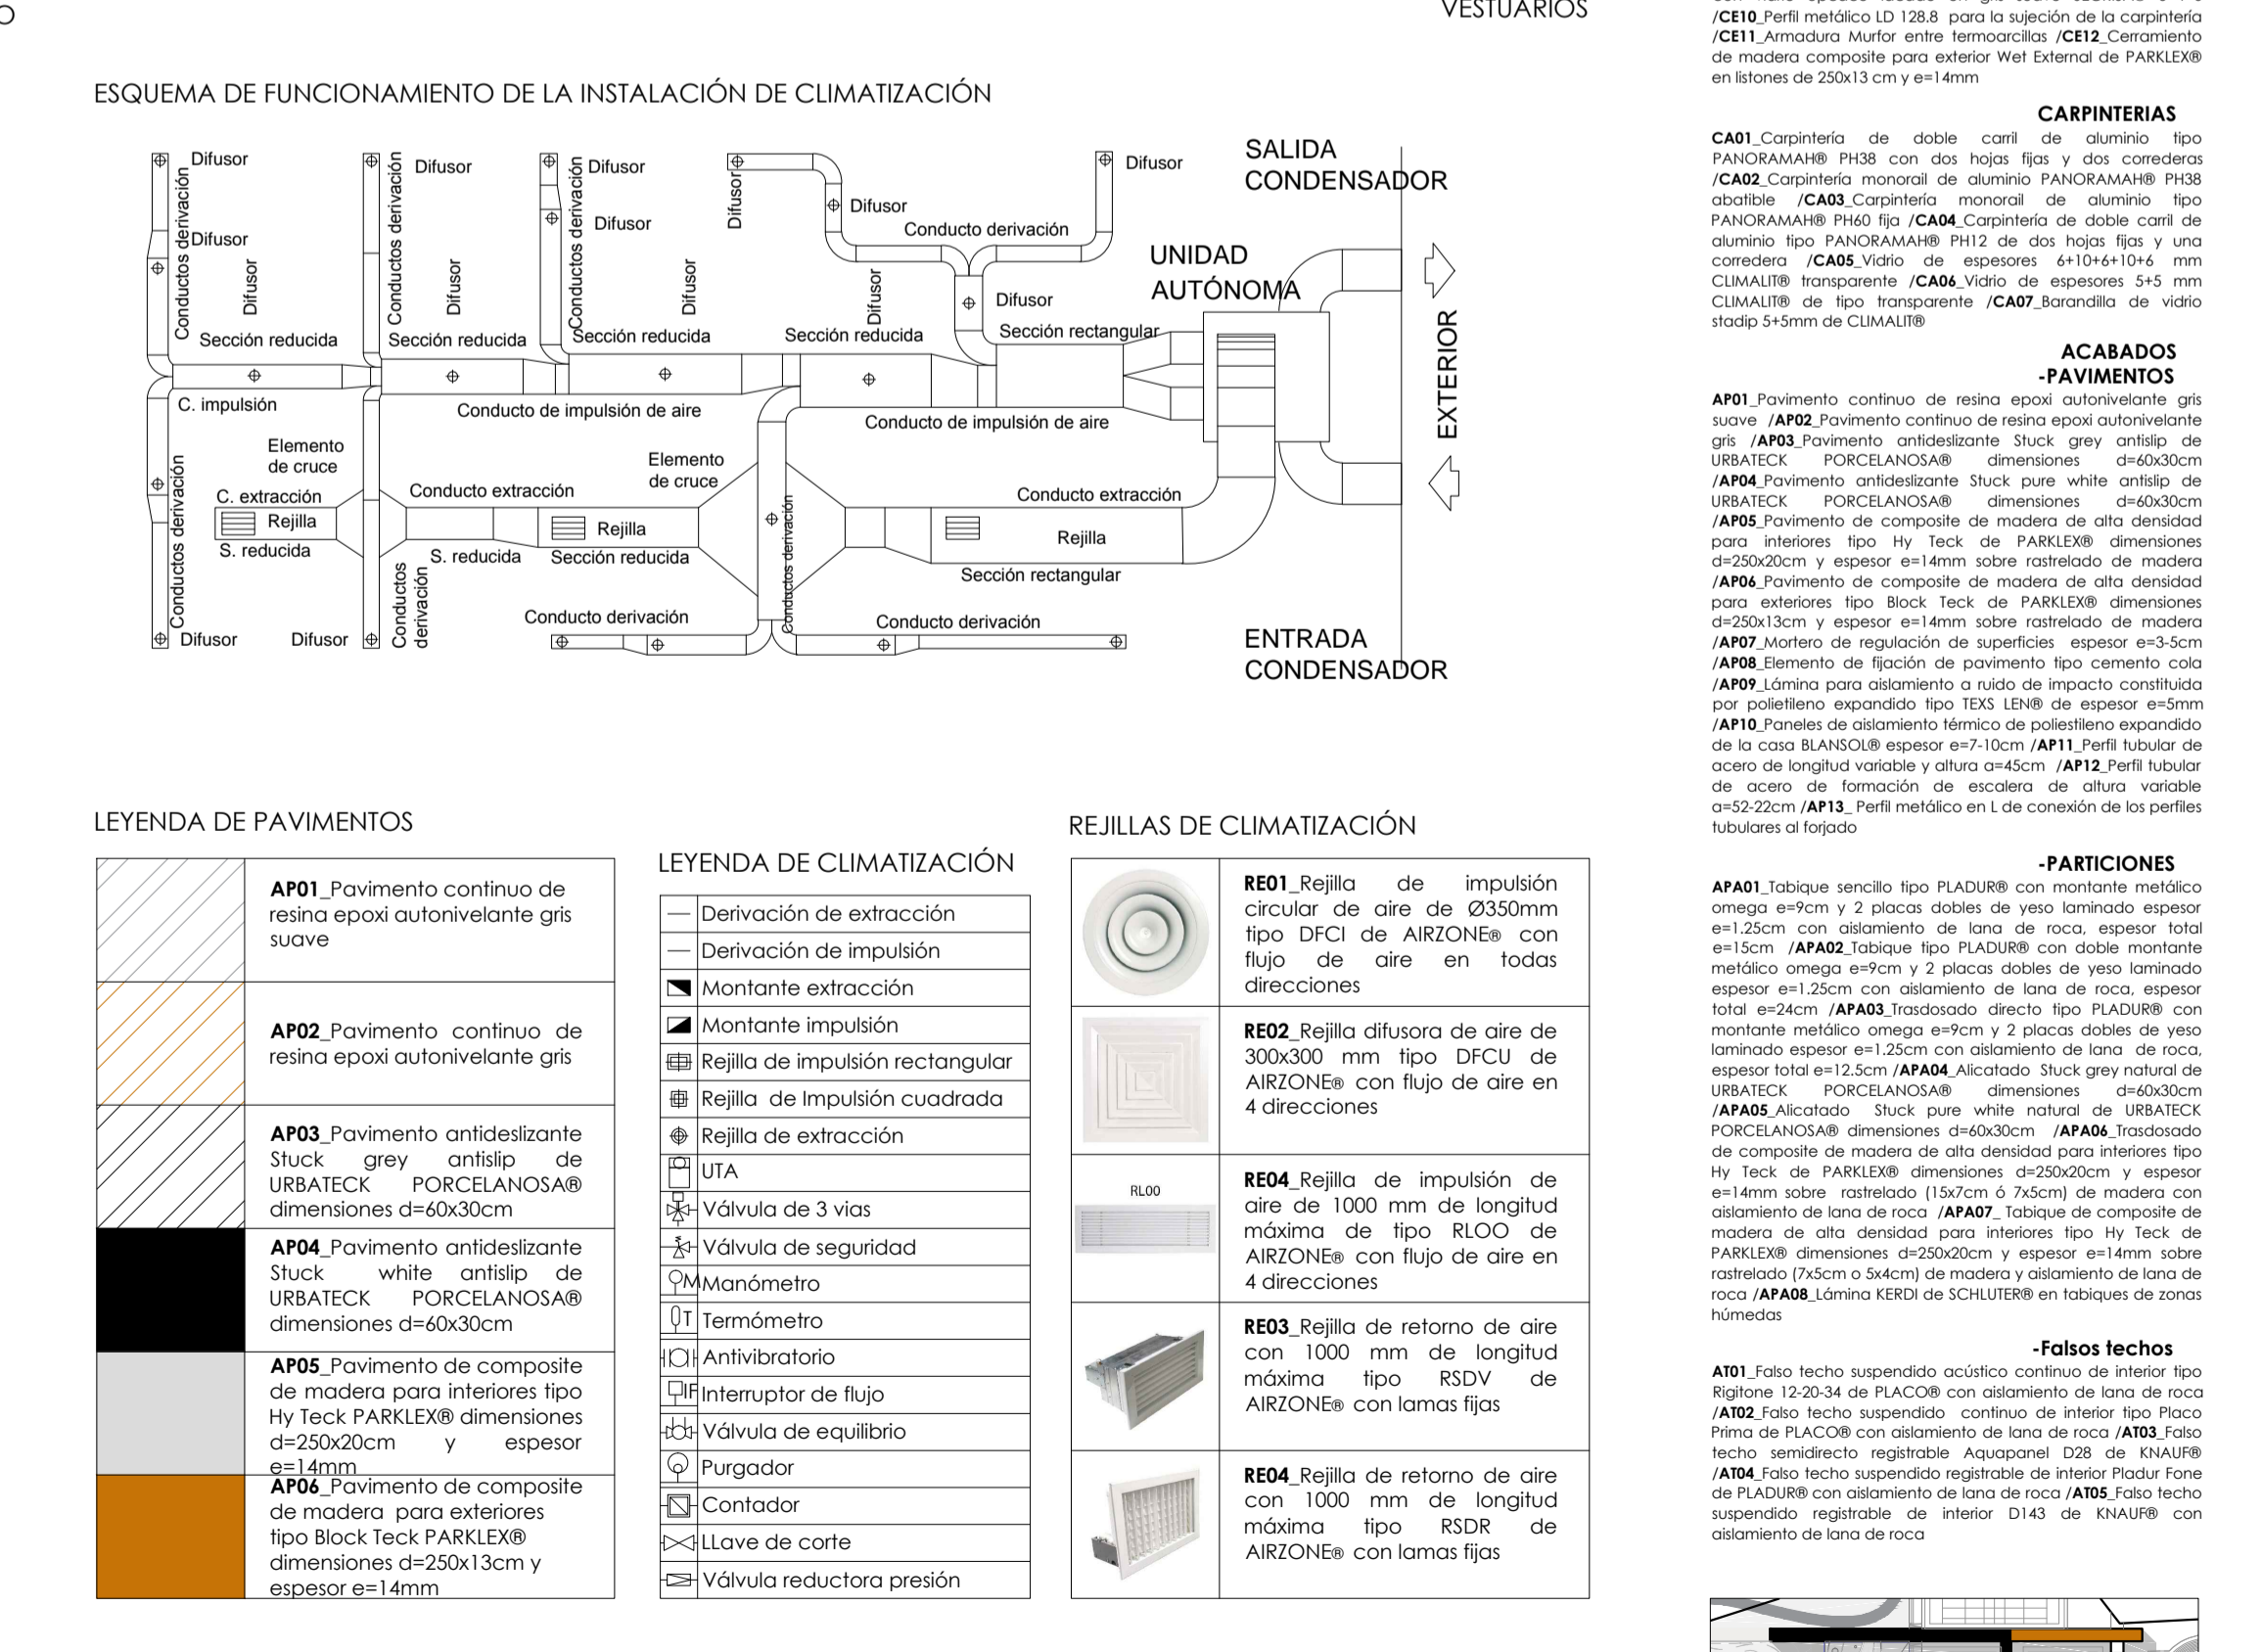 O
VESTUARIOS
ESQUEMA DE FUNCIONAMIENTO DE LA INSTALACIÓN DE CLIMATIZACIÓN
Difusor
Conductos derivación
Difusor
Difusor
Sección reducida
C. impulsión
Conductos derivación
Difusor
Conductos derivación
Difusor
Difusor
Sección reducida
Conductos derivación
Difusor
Difusor
Difusor
Sección reducida
Difusor
Difusor
Conducto derivación
Difusor
Difusor
Difusor
Sección reducida
Sección rectangular
Conducto de impulsión de aire
Conducto de impulsión de aire
Elemento
de cruce
Elemento
de cruce
C. extracción
Rejilla
S. reducida
Conducto extracción
S. reducida
Rejilla
Sección reducida
Conductos derivación
Conducto extracción
Rejilla
Sección rectangular
Difusor
Conductos
derivación
Conducto derivación
Conducto derivación
SALIDA
CONDENSADOR
UNIDAD
AUTÓNOMA
EXTERIOR
ENTRADA
CONDENSADOR
LEYENDA DE PAVIMENTOS
AP01_Pavimento continuo de
resina epoxi autonivelante gris
suave
AP02_Pavimento continuo de
resina epoxi autonivelante gris
AP03_Pavimento antideslizante
Stuck grey antislip de
URBATECK PORCELANOSA®
dimensiones d=60x30cm
AP04_Pavimento antideslizante
Stuck white antislip de
URBATECK PORCELANOSA®
dimensiones d=60x30cm
AP05_Pavimento de composite
de madera para interiores tipo
Hy Teck PARKLEX® dimensiones
d=250x20cm y espesor
e=14mm
AP06_Pavimento de composite
de madera para exteriores
tipo Block Teck PARKLEX®
dimensiones d=250x13cm y
espesor e=14mm
LEYENDA DE CLIMATIZACIÓN
Derivación de extracción
Derivación de impulsión
Montante extracción
Montante impulsión
Rejilla de impulsión rectangular
Rejilla de Impulsión cuadrada
Rejilla de extracción
UTA
Válvula de 3 vias
Válvula de seguridad
M Manómetro
T Termómetro
Antivibratorio
IF Interruptor de flujo
Válvula de equilibrio
Purgador
Contador
LLave de corte
Válvula reductora presión
REJILLAS DE CLIMATIZACIÓN
RE01_Rejilla de impulsión
circular de aire de Ø350mm
tipo DFCI de AIRZONE® con
flujo de aire en todas
direcciones
RE02_Rejilla difusora de aire de
300x300 mm tipo DFCU de
AIRZONE® con flujo de aire en
4 direcciones
RLOO
RE04_Rejilla de impulsión de
aire de 1000 mm de longitud
máxima de tipo RLOO de
AIRZONE® con flujo de aire en
4 direcciones
RE03_Rejilla de retorno de aire
con 1000 mm de longitud
máxima tipo RSDV de
AIRZONE® con lamas fijas
RE04_Rejilla de retorno de aire
con 1000 mm de longitud
máxima tipo RSDR de
AIRZONE® con lamas fijas
/CE10_Perfil metálico LD 128.8 para la sujeción de la carpintería
/CE11_Armadura Murfor entre termoarcillas /CE12_Cerramiento
de madera composite para exterior Wet External de PARKLEX®
en listones de 250x13 cm y e=14mm
CARPINTERIAS
CA01_Carpintería de doble carril de aluminio tipo
PANORAMAH® PH38 con dos hojas fijas y dos correderas
/CA02_Carpintería monorail de aluminio PANORAMAH® PH38
abatible /CA03_Carpintería monorail de aluminio tipo
PANORAMAH® PH60 fija /CA04_Carpintería de doble carril de
aluminio tipo PANORAMAH® PH12 de dos hojas fijas y una
corredera /CA05_Vidrio de espesores 6+10+6+10+6 mm
CLIMALIT® transparente /CA06_Vidrio de espesores 5+5 mm
CLIMALIT® de tipo transparente /CA07_Barandilla de vidrio
stadip 5+5mm de CLIMALIT®
ACABADOS
-PAVIMENTOS
AP01_Pavimento continuo de resina epoxi autonivelante gris
suave /AP02_Pavimento continuo de resina epoxi autonivelante
gris /AP03_Pavimento antideslizante Stuck grey antislip de
URBATECK PORCELANOSA® dimensiones d=60x30cm
/AP04_Pavimento antideslizante Stuck pure white antislip de
URBATECK PORCELANOSA® dimensiones d=60x30cm
/AP05_Pavimento de composite de madera de alta densidad
para interiores tipo Hy Teck de PARKLEX® dimensiones
d=250x20cm y espesor e=14mm sobre rastrelado de madera
/AP06_Pavimento de composite de madera de alta densidad
para exteriores tipo Block Teck de PARKLEX® dimensiones
d=250x13cm y espesor e=14mm sobre rastrelado de madera
/AP07_Mortero de regulación de superficies espesor e=3-5cm
/AP08_Elemento de fijación de pavimento tipo cemento cola
/AP09_Lámina para aislamiento a ruido de impacto constituida
por polietileno expandido tipo TEXS LEN® de espesor e=5mm
/AP10_Paneles de aislamiento térmico de poliestileno expandido
de la casa BLANSOL® espesor e=7-10cm /AP11_Perfil tubular de
acero de longitud variable y altura a=45cm /AP12_Perfil tubular
de acero de formación de escalera de altura variable
a=52-22cm /AP13_ Perfil metálico en L de conexión de los perfiles
tubulares al forjado
-PARTICIONES
APA01_Tabique sencillo tipo PLADUR® con montante metálico
omega e=9cm y 2 placas dobles de yeso laminado espesor
e=1.25cm con aislamiento de lana de roca, espesor total
e=15cm /APA02_Tabique tipo PLADUR® con doble montante
metálico omega e=9cm y 2 placas dobles de yeso laminado
espesor e=1.25cm con aislamiento de lana de roca, espesor
total e=24cm /APA03_Trasdosado directo tipo PLADUR® con
montante metálico omega e=9cm y 2 placas dobles de yeso
laminado espesor e=1.25cm con aislamiento de lana de roca,
espesor total e=12.5cm /APA04_Alicatado Stuck grey natural de
URBATECK PORCELANOSA® dimensiones d=60x30cm
/APA05_Alicatado Stuck pure white natural de URBATECK
PORCELANOSA® dimensiones d=60x30cm /APA06_Trasdosado
de composite de madera de alta densidad para interiores tipo
Hy Teck de PARKLEX® dimensiones d=250x20cm y espesor
e=14mm sobre rastrelado (15x7cm ó 7x5cm) de madera con
aislamiento de lana de roca /APA07_ Tabique de composite de
madera de alta densidad para interiores tipo Hy Teck de
PARKLEX® dimensiones d=250x20cm y espesor e=14mm sobre
rastrelado (7x5cm o 5x4cm) de madera y aislamiento de lana de
roca /APA08_Lámina KERDI de SCHLUTER® en tabiques de zonas
húmedas
-Falsos techos
AT01_Falso techo suspendido acústico continuo de interior tipo
Rigitone 12-20-34 de PLACO® con aislamiento de lana de roca
/AT02_Falso techo suspendido continuo de interior tipo Placo
Prima de PLACO® con aislamiento de lana de roca /AT03_Falso
techo semidirecto registrable Aquapanel D28 de KNAUF®
/AT04_Falso techo suspendido registrable de interior Pladur Fone
de PLADUR® con aislamiento de lana de roca /AT05_Falso techo
suspendido registrable de interior D143 de KNAUF® con
aislamiento de lana de roca